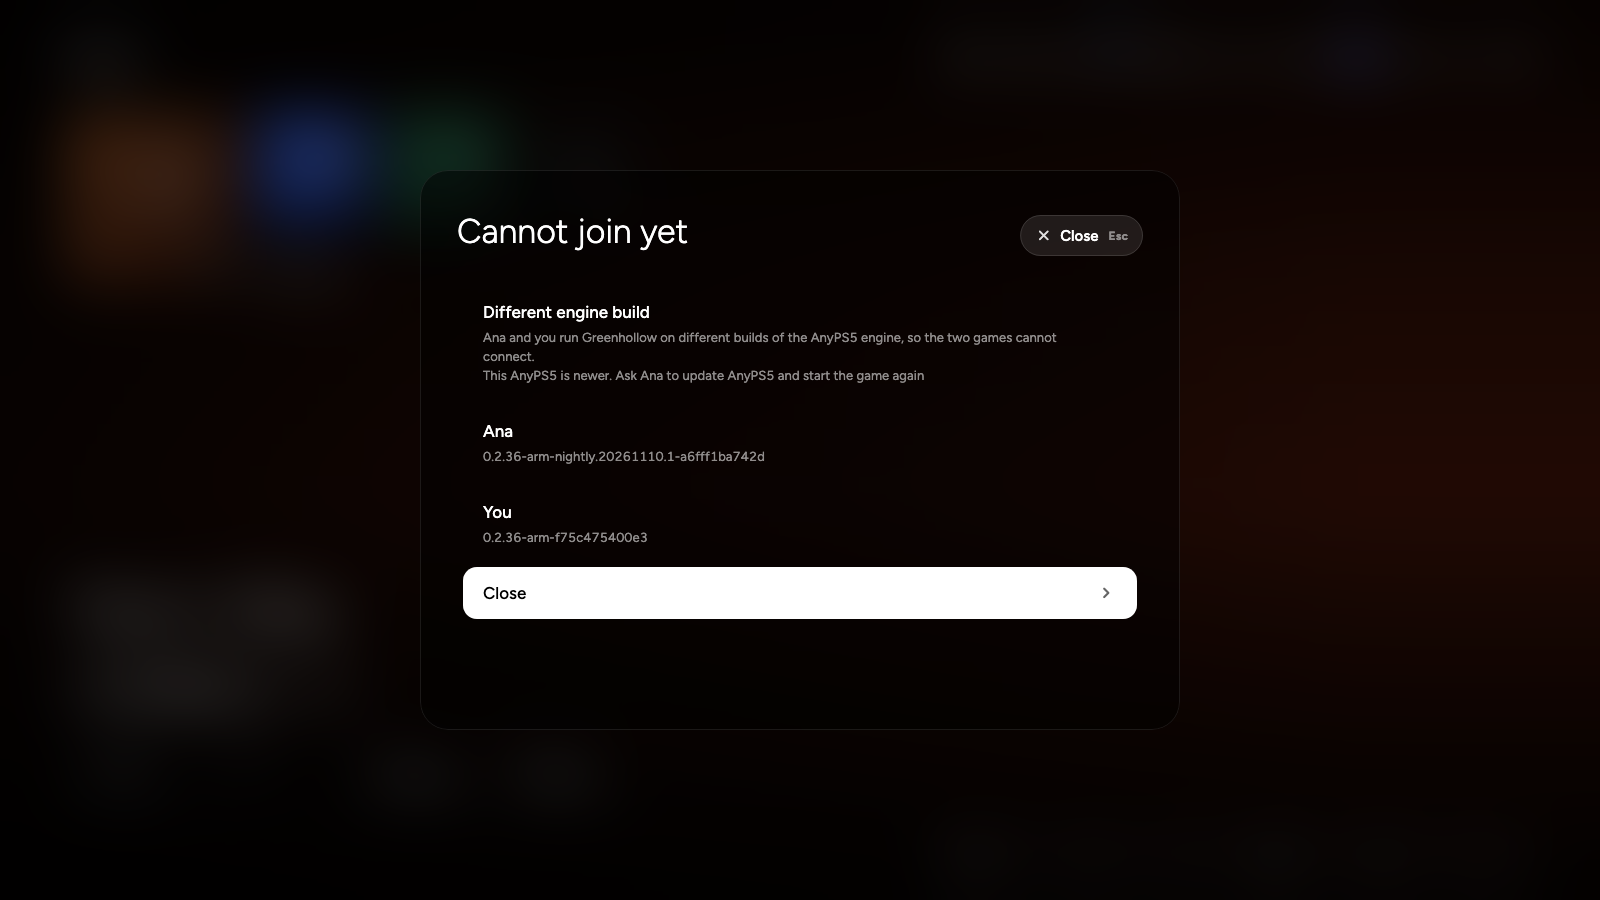 Cannot join yet
Close Esc
Different engine build
Ana and you run Greenhollow on different builds of the AnyPS5 engine, so the two games cannot
connect.
This AnyPS5 is newer. Ask Ana to update AnyPS5 and start the game again
Ana
0.2.36-arm-nightly.20261110.1-a6fff1ba742d
You
0.2.36-arm-f75c475400e3
Close